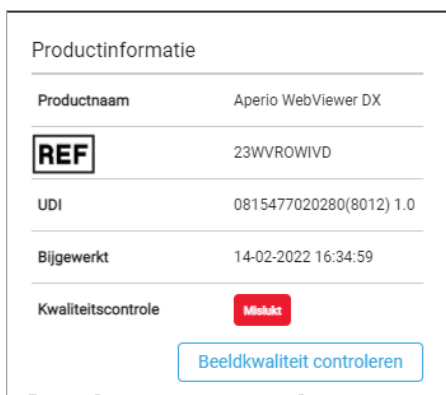 Productinformatie
Productnaam Aperio WebViewer DX
REF 23WVROWIVD
UDI 0815477020280(8012) 1.0
Bijgewerkt 14-02-2022 16:34:59
Kwaliteitscontrole Mislukt
Beeldkwaliteit controleren